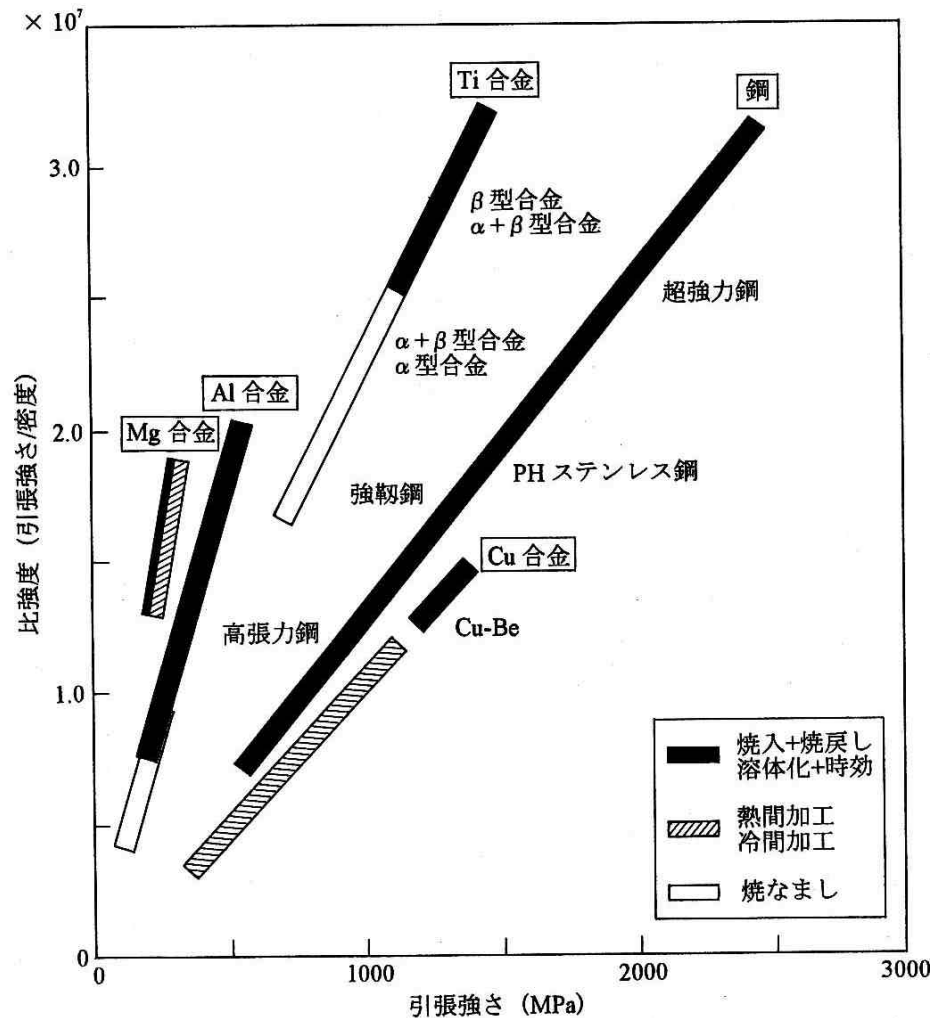 × 10⁷
Ti 合金
鋼
3.0
β 型合金
α + β 型合金
超強力鋼
α + β 型合金
α 型合金
Al 合金
Mg 合金
2.0
強靱鋼
PH ステンレス鋼
Cu 合金
高張力鋼
Cu-Be
1.0
焼入+焼戻し
溶体化+時効
熱間加工
冷間加工
焼なまし
0.0
0
1000
2000
3000
引張強さ (MPa)
比強度 (引張強さ/密度)